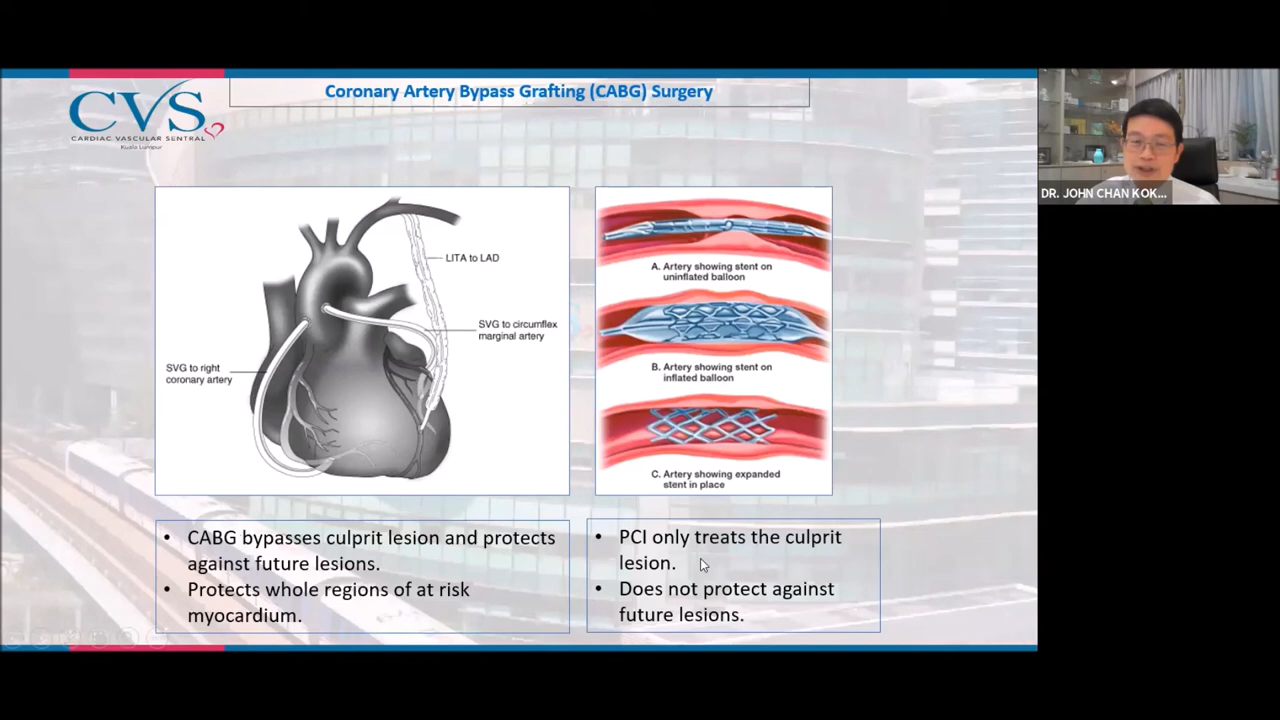 Coronary Artery Bypass Grafting (CABG) Surgery
CVS
CARDIAC VASCULAR SENTRAL
Kuala Lumpur
DR. JOHN CHAN KOK...
LITA to LAD
SVG to circumflex
marginal artery
SVG to right
coronary artery
A. Artery showing stent on
uninflated balloon
B. Artery showing stent on
inflated balloon
C. Artery showing expanded
stent in place
• CABG bypasses culprit lesion and protects
against future lesions.
• Protects whole regions of at risk
myocardium.
• PCI only treats the culprit
lesion.
• Does not protect against
future lesions.